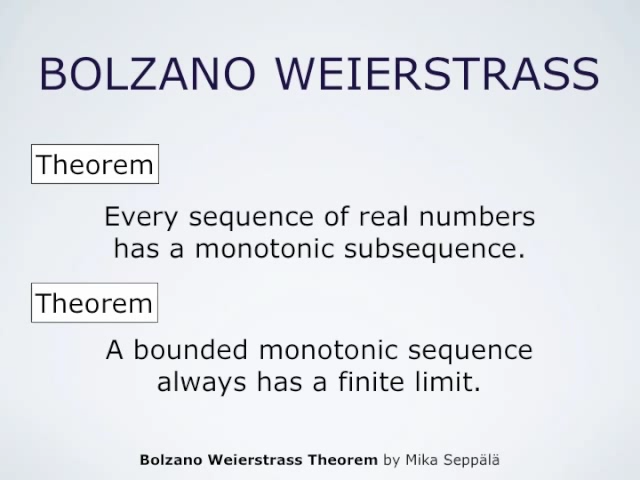 BOLZANO WEIERSTRASS
Theorem
Every sequence of real numbers
has a monotonic subsequence.
Theorem
A bounded monotonic sequence
always has a finite limit.
Bolzano Weierstrass Theorem by Mika Seppälä